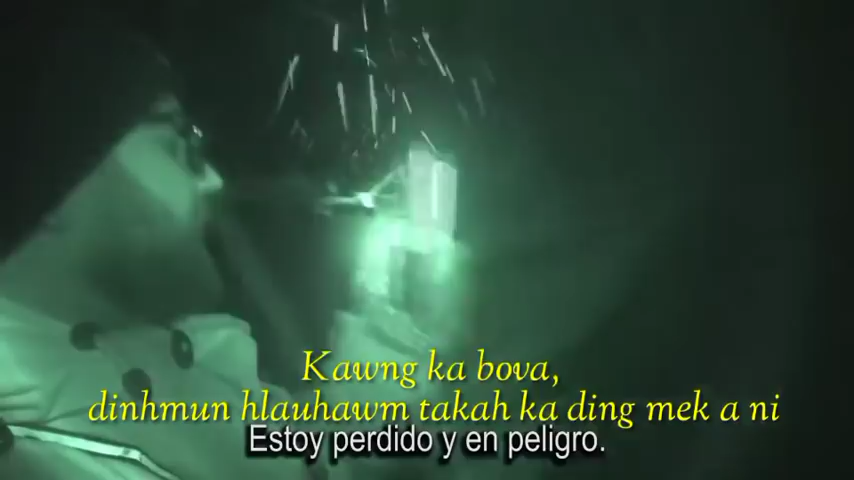 Kawng ka bova,
dinhmun hlauhawm takah ka ding mek a ni
Estoy perdido y en peligro.